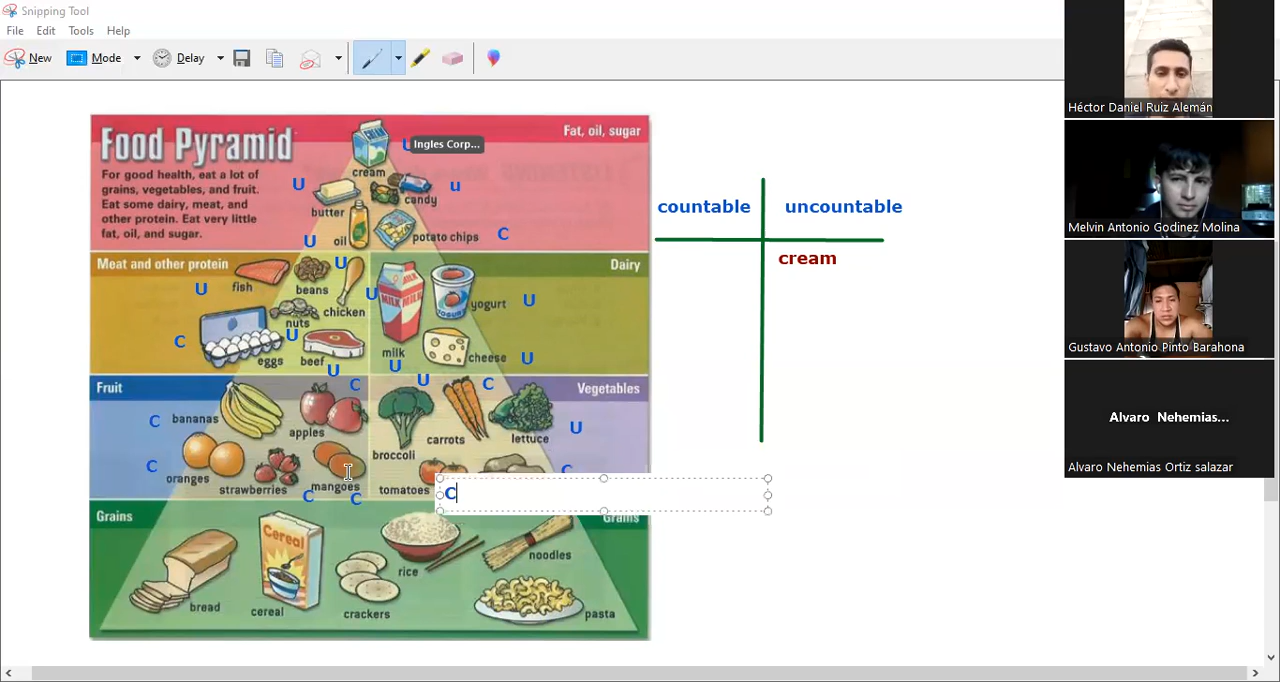 Snipping Tool
File Edit Tools Help
New Mode Delay
Food Pyramid
For good health, eat a lot of
grains, vegetables, and fruit.
Eat some dairy, meat, and
other protein. Eat very little
fat, oil, and sugar.
Fat, oil, sugar
CREAM
Ingles Corp...
cream
U
u
butter
candy
U
oil
potato chips
C
Meat and other protein
Dairy
U
U
fish
beans
U
chicken
nuts
C
U
eggs
beef
U
MILK
MILK
yogurt
U
milk
U
cheese
U
Fruit
Vegetables
C
U
C
C
bananas
apples
carrots
lettuce
U
broccoli
C
oranges
strawberries
mangoes
tomatoes
C
C
C
C
Grains
Grains
Cereal
bread
cereal
crackers
rice
noodles
pasta
countable
uncountable
cream
Héctor Daniel Ruiz Alemán
Melvin Antonio Godinez Molina
Gustavo Antonio Pinto Barahona
Alvaro Nehemias...
Alvaro Nehemias Ortiz salazar